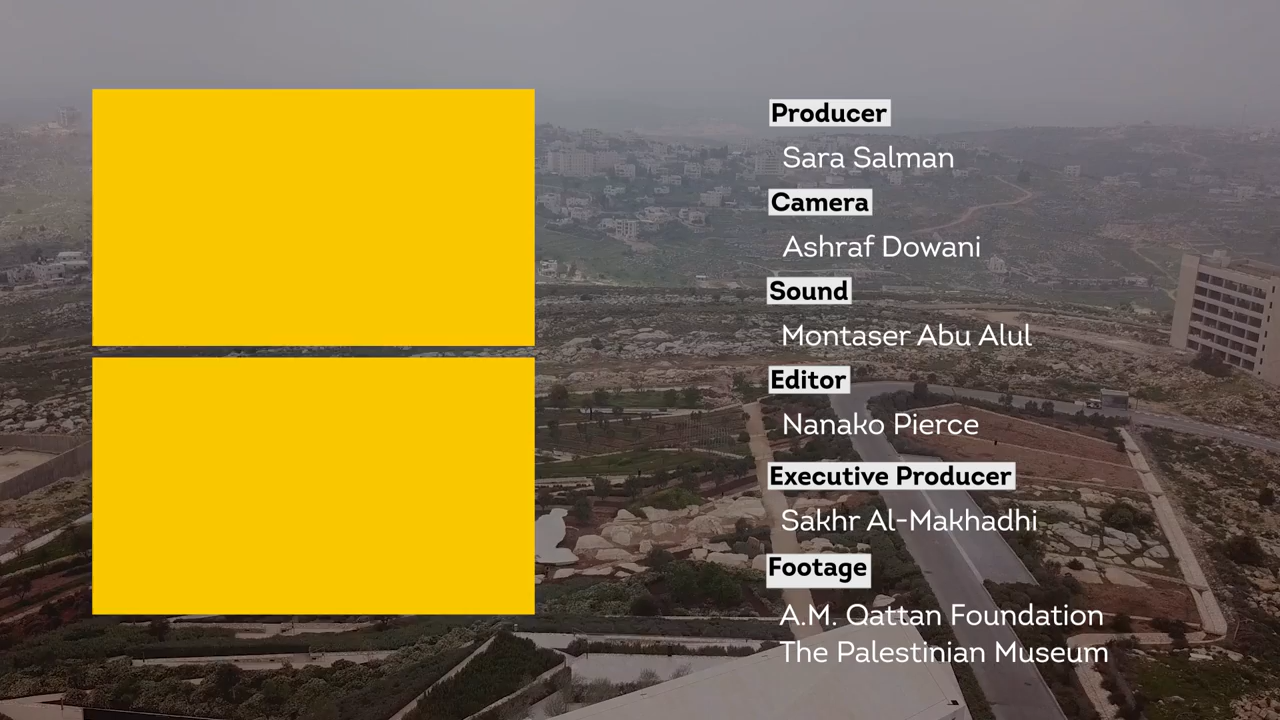 Producer
Sara Salman
Camera
Ashraf Dowani
Sound
Montaser Abu Alul
Editor
Nanako Pierce
Executive Producer
Sakhr Al-Makhadhi
Footage
A.M. Qattan Foundation
The Palestinian Museum